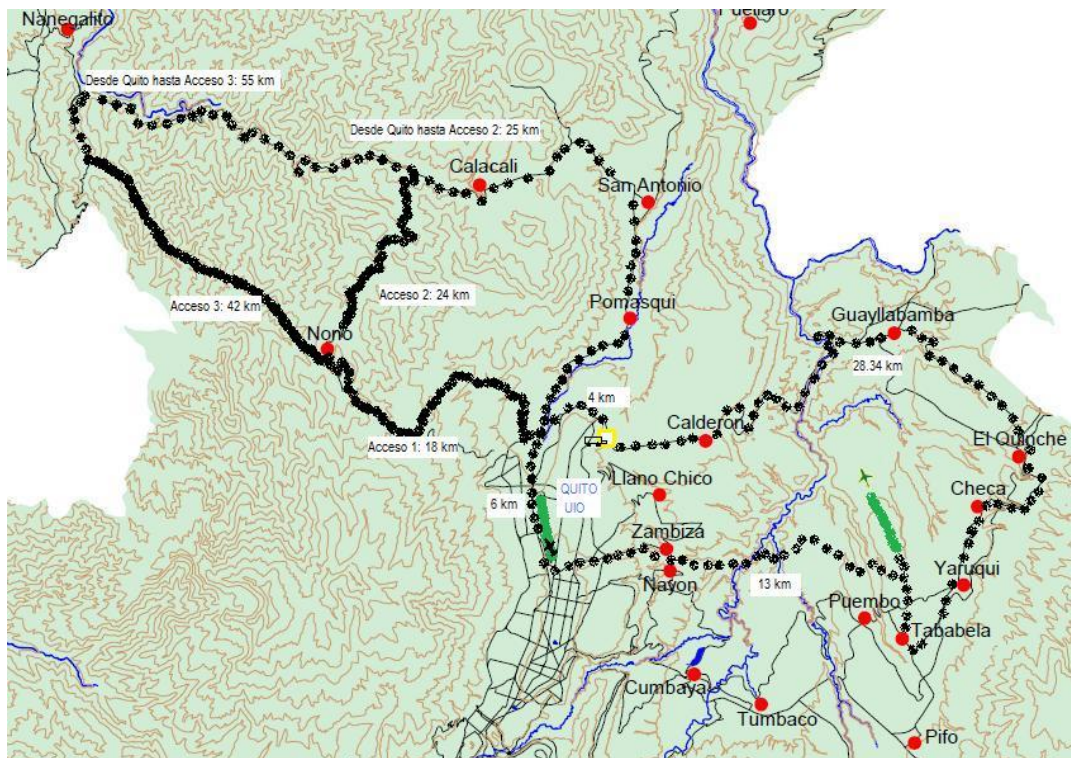 Nanegalito
Puellaro
Desde Quito hasta Acceso 3: 55 km
Desde Quito hasta Acceso 2: 25 km
Calacali
San Antonio
Acceso 2: 24 km
Acceso 3: 42 km
Pomasqui
Guayllabamba
Nono
28.34 km
4 km
Calderon
Acceso 1: 18 km
El Quinche
Llano Chico
QUITO
UIO
6 km
Checa
Zambiza
Nayon
13 km
Yaruqui
Puembo
Tababela
Cumbaya
Tumbaco
Pifo